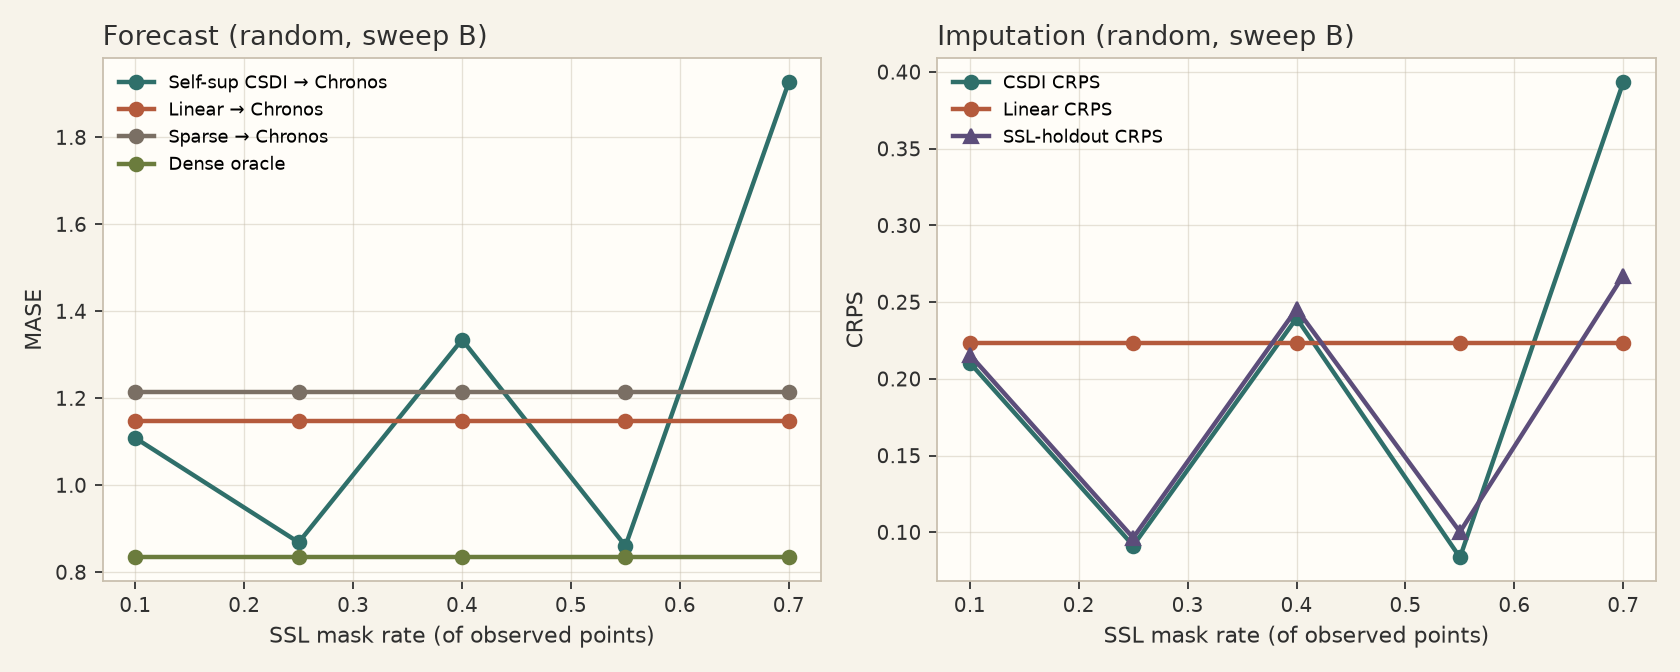 Forecast (random, sweep B)
Self-sup CSDI → Chronos
Linear → Chronos
Sparse → Chronos
Dense oracle
MASE
1.8
1.6
1.4
1.2
1.0
0.8
0.1 0.2 0.3 0.4 0.5 0.6 0.7
SSL mask rate (of observed points)
Imputation (random, sweep B)
CSDI CRPS
Linear CRPS
SSL-holdout CRPS
CRPS
0.40
0.35
0.30
0.25
0.20
0.15
0.10
0.1 0.2 0.3 0.4 0.5 0.6 0.7
SSL mask rate (of observed points)